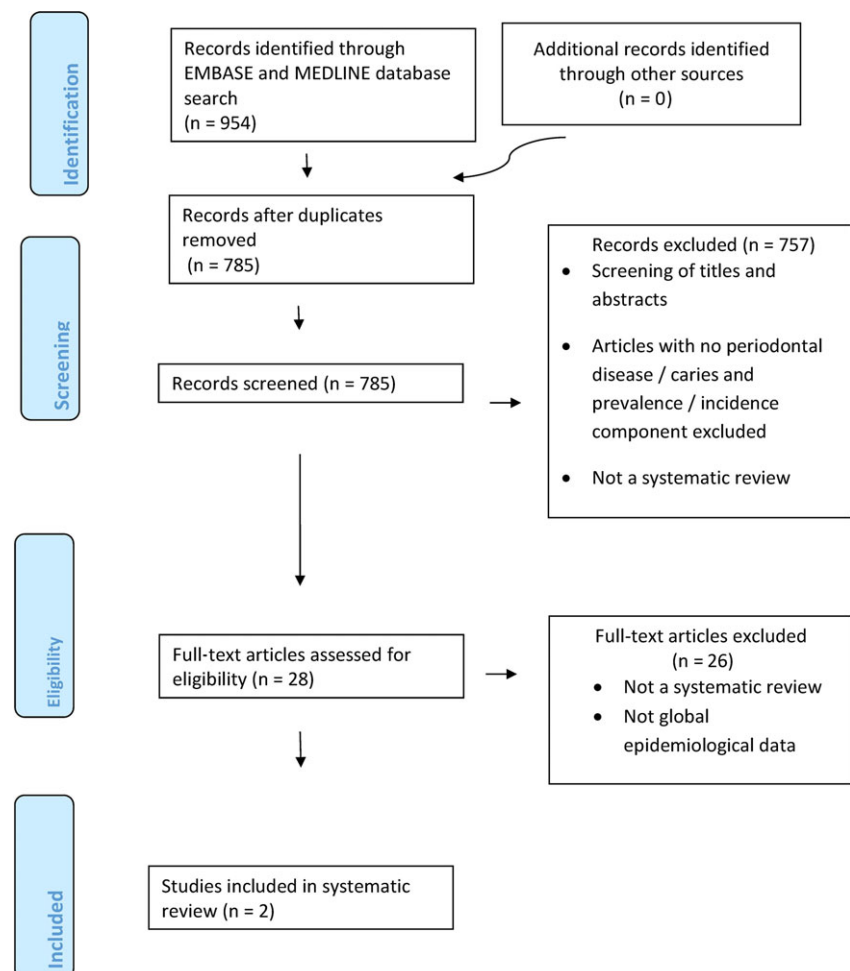 Identification
Records identified through
EMBASE and MEDLINE database
search
(n = 954)
Additional records identified
through other sources
(n = 0)
Records after duplicates
removed
(n = 785)
Screening
Records screened (n = 785)
Records excluded (n = 757)
• Screening of titles and
abstracts
• Articles with no periodontal
disease / caries and
prevalence / incidence
component excluded
• Not a systematic review
Eligibility
Full-text articles assessed for
eligibility (n = 28)
Full-text articles excluded
(n = 26)
• Not a systematic review
• Not global
epidemiological data
Included
Studies included in systematic
review (n = 2)